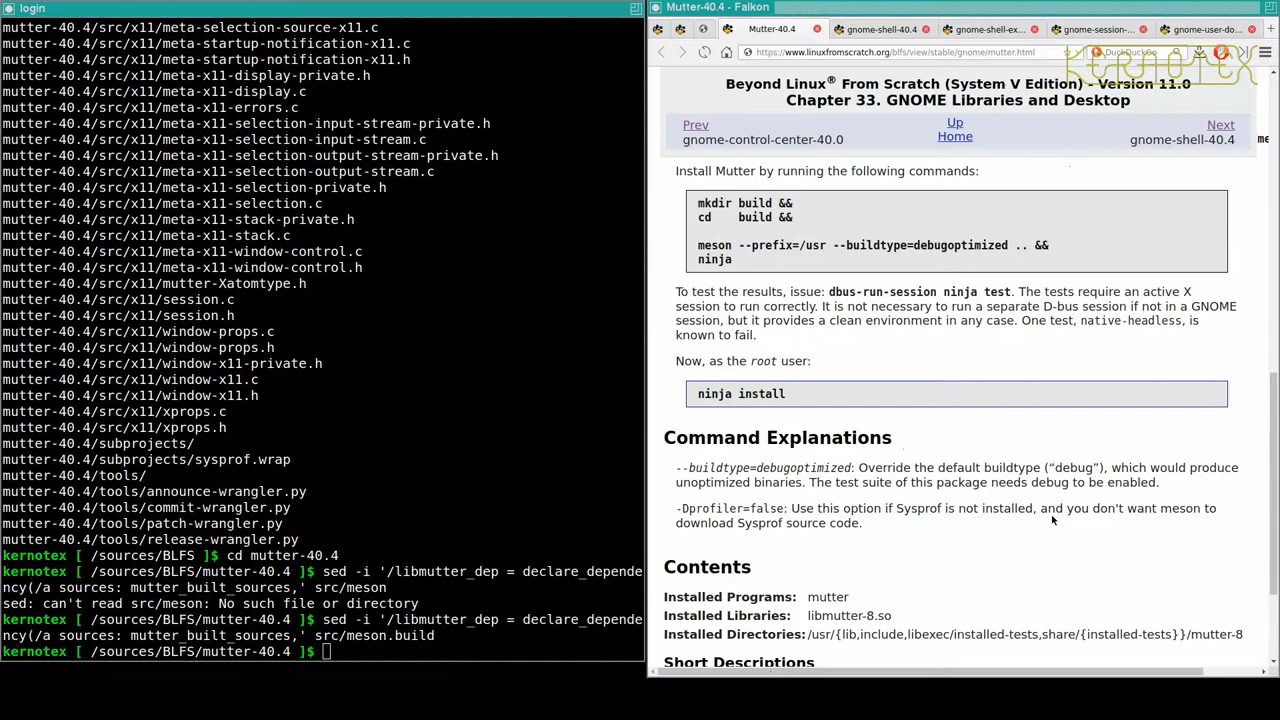 login
mutter-40.4/src/x11/meta-selection-source-x11.c
mutter-40.4/src/x11/meta-startup-notification-x11.c
mutter-40.4/src/x11/meta-startup-notification-x11.h
mutter-40.4/src/x11/meta-x11-display-private.h
mutter-40.4/src/x11/meta-x11-display.c
mutter-40.4/src/x11/meta-x11-errors.c
mutter-40.4/src/x11/meta-x11-selection-input-stream-private.h
mutter-40.4/src/x11/meta-x11-selection-input-stream.c
mutter-40.4/src/x11/meta-x11-selection-output-stream-private.h
mutter-40.4/src/x11/meta-x11-selection-output-stream.c
mutter-40.4/src/x11/meta-x11-selection-private.h
mutter-40.4/src/x11/meta-x11-selection.c
mutter-40.4/src/x11/meta-x11-stack-private.h
mutter-40.4/src/x11/meta-x11-stack.c
mutter-40.4/src/x11/meta-x11-window-control.c
mutter-40.4/src/x11/meta-x11-window-control.h
mutter-40.4/src/x11/mutter-Xatomtype.h
mutter-40.4/src/x11/session.c
mutter-40.4/src/x11/session.h
mutter-40.4/src/x11/window-props.c
mutter-40.4/src/x11/window-props.h
mutter-40.4/src/x11/window-x11-private.h
mutter-40.4/src/x11/window-x11.c
mutter-40.4/src/x11/window-x11.h
mutter-40.4/src/x11/xprops.c
mutter-40.4/src/x11/xprops.h
mutter-40.4/subprojects/
mutter-40.4/subprojects/sysprof.wrap
mutter-40.4/tools/
mutter-40.4/tools/announce-wrangler.py
mutter-40.4/tools/commit-wrangler.py
mutter-40.4/tools/patch-wrangler.py
mutter-40.4/tools/release-wrangler.py
kernotex [ /sources/BLFS ]$ cd mutter-40.4
kernotex [ /sources/BLFS/mutter-40.4 ]$ sed -i '/libmutter_dep = declare_depende
ncy(/a sources: mutter_built_sources,' src/meson
sed: can't read src/meson: No such file or directory
kernotex [ /sources/BLFS/mutter-40.4 ]$ sed -i '/libmutter_dep = declare_depende
ncy(/a sources: mutter_built_sources,' src/meson.build
kernotex [ /sources/BLFS/mutter-40.4 ]$
Mutter-40.4 - Falkon
Mutter-40.4 gnome-shell-40.4 gnome-shell-ex... gnome-session-... gnome-user-do...
https://www.linuxfromscratch.org/blfs/view/stable/gnome/mutter.html DuckDuckGo
KERNOTEX
Beyond Linux® From Scratch (System V Edition) - Version 11.0
Chapter 33. GNOME Libraries and Desktop
Prev Up Next
gnome-control-center-40.0 Home gnome-shell-40.4
Install Mutter by running the following commands:
mkdir build &&
cd    build &&
meson --prefix=/usr --buildtype=debugoptimized .. &&
ninja
To test the results, issue: dbus-run-session ninja test. The tests require an active X
session to run correctly. It is not necessary to run a separate D-bus session if not in a GNOME
session, but it provides a clean environment in any case. One test, native-headless, is
known to fail.
Now, as the root user:
ninja install
Command Explanations
--buildtype=debugoptimized: Override the default buildtype (“debug”), which would produce
unoptimized binaries. The test suite of this package needs debug to be enabled.
-Dprofiler=false: Use this option if Sysprof is not installed, and you don't want meson to
download Sysprof source code.
Contents
Installed Programs: mutter
Installed Libraries: libmutter-8.so
Installed Directories: /usr/{lib,include,libexec/installed-tests,share/{installed-tests}}/mutter-8
Short Descriptions